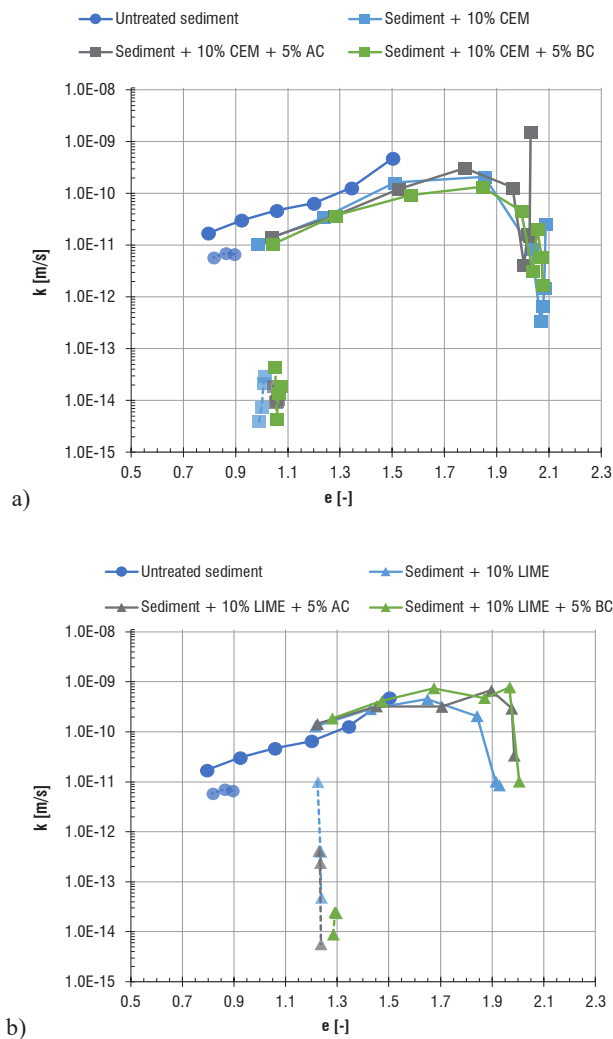 Untreated sediment
Sediment + 10% CEM
Sediment + 10% CEM + 5% AC
Sediment + 10% CEM + 5% BC
1.0E-08
1.0E-09
1.0E-10
1.0E-11
1.0E-12
1.0E-13
1.0E-14
1.0E-15
k [m/s]
0.5 0.7 0.9 1.1 1.3 1.5 1.7 1.9 2.1 2.3
e [-]
a)
Untreated sediment
Sediment + 10% LIME
Sediment + 10% LIME + 5% AC
Sediment + 10% LIME + 5% BC
1.0E-08
1.0E-09
1.0E-10
1.0E-11
1.0E-12
1.0E-13
1.0E-14
1.0E-15
k [m/s]
0.5 0.7 0.9 1.1 1.3 1.5 1.7 1.9 2.1 2.3
e [-]
b)